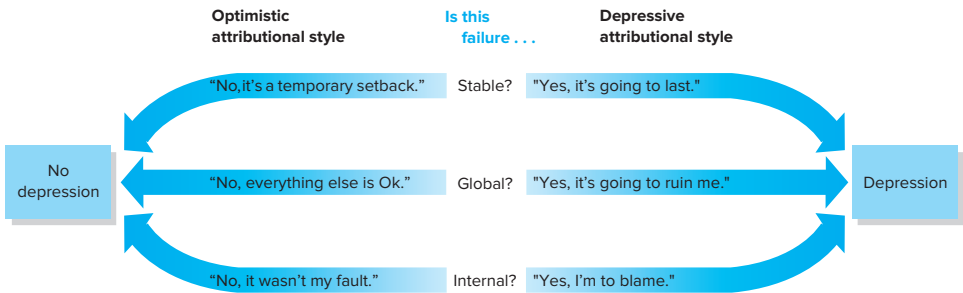 Optimistic
attributional style
Is this
failure . . .
Depressive
attributional style
“No,it’s a temporary setback.”
Stable?
"Yes, it’s going to last."
No
depression
“No, everything else is Ok.”
Global?
"Yes, it’s going to ruin me."
Depression
“No, it wasn’t my fault.”
Internal?
"Yes, I’m to blame."